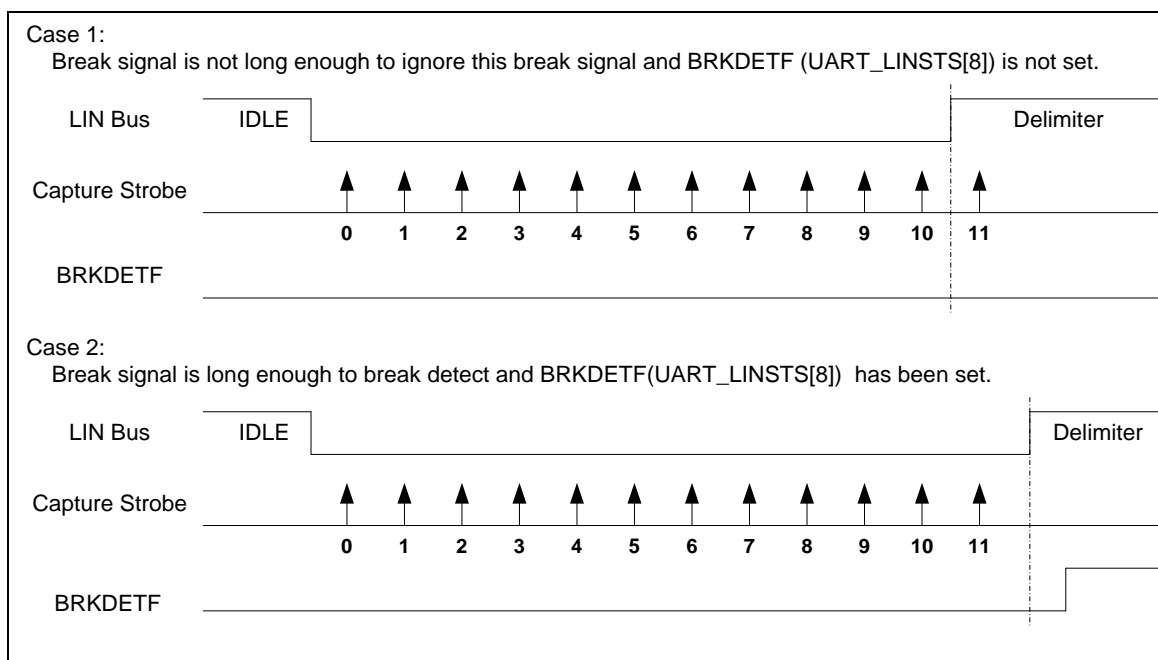 Case 1:
Break signal is not long enough to ignore this break signal and BRKDETF (UART_LINSTS[8]) is not set.
LIN Bus IDLE Delimiter
Capture Strobe
0 1 2 3 4 5 6 7 8 9 10 11
BRKDETF
Case 2:
Break signal is long enough to break detect and BRKDETF(UART_LINSTS[8]) has been set.
LIN Bus IDLE Delimiter
Capture Strobe
0 1 2 3 4 5 6 7 8 9 10 11
BRKDETF